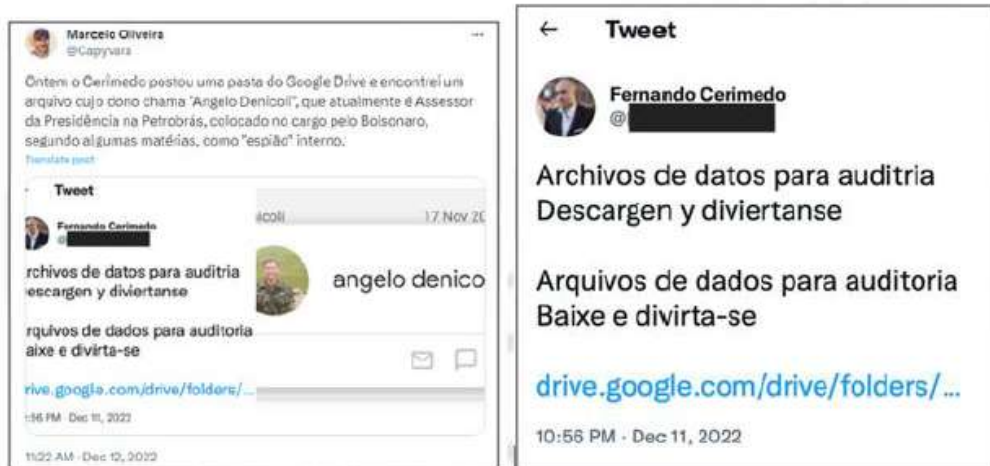 Marcelo Oliveira
@Capyvara
Ontem o Cerimedo postou uma pasta do Google Drive e encontrei um
arquivo cujo dono chama "Angelo Denicoli", que atualmente é Assessor
da Presidência na Petrobrás, colocado no cargo pelo Bolsonaro,
segundo algumas matérias, como "espião" interno.
Translate post
Tweet
Fernando Cerimedo
@
rchivos de datos para auditria
escargen y diviertanse
rquivos de dados para auditoria
aixe e divirta-se
rive.google.com/drive/folders/...
:56 PM · Dec 11, 2022
icoli 17 Nov 20
angelo denico
11:22 AM · Dec 12, 2022
← Tweet
Fernando Cerimedo
@
Archivos de datos para auditria
Descargen y diviertanse
Arquivos de dados para auditoria
Baixe e divirta-se
drive.google.com/drive/folders/...
10:56 PM · Dec 11, 2022